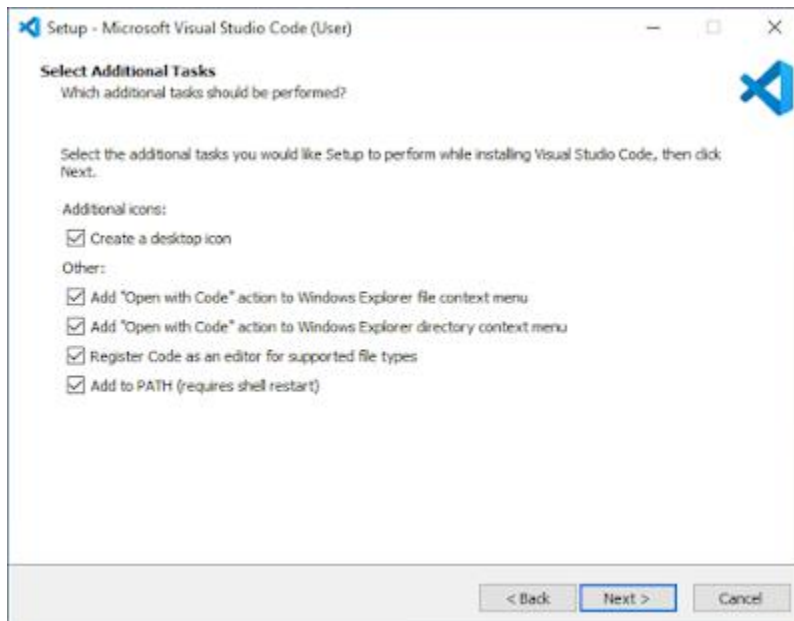 Setup - Microsoft Visual Studio Code (User)
Select Additional Tasks
Which additional tasks should be performed?
Select the additional tasks you would like Setup to perform while installing Visual Studio Code, then click
Next.
Additional icons:
Create a desktop icon
Other:
Add "Open with Code" action to Windows Explorer file context menu
Add "Open with Code" action to Windows Explorer directory context menu
Register Code as an editor for supported file types
Add to PATH (requires shell restart)
< Back Next > Cancel